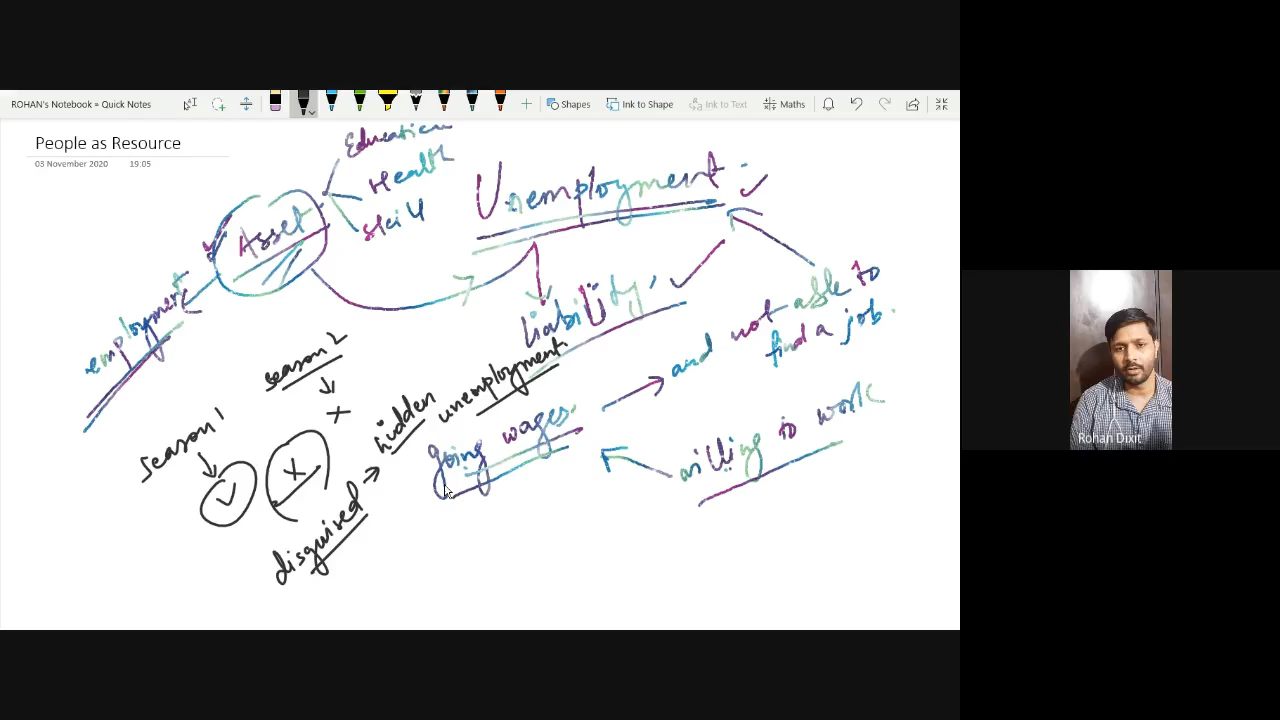 ROHAN's Notebook » Quick Notes
Shapes
Ink to Shape
Ink to Text
Maths
People as Resource
03 November 2020 19:05
Education
Health
Skill
Asset
employment
Unemployment
liability
and not able to
find a job.
willing to work
going wages.
season 1
season 2
disguised
hidden
unemployment
Rohan Dixit